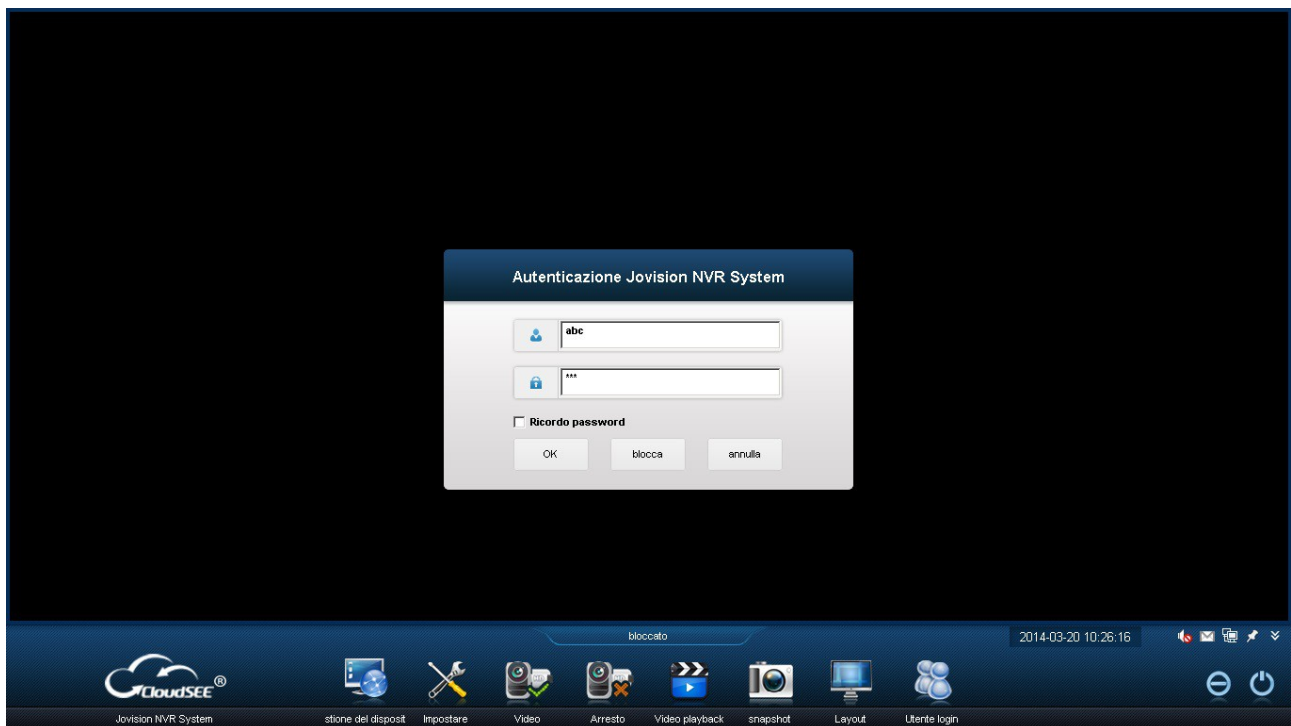 Autenticazione Jovision NVR System
abc
***
Ricordo password
OK blocca annulla
bloccato
2014-03-20 10:26:16
CLOUDSEE®
Jovision NVR System
stione del disposit
Impostare
Video
Arresto
Video playback
snapshot
Layout
Utente login